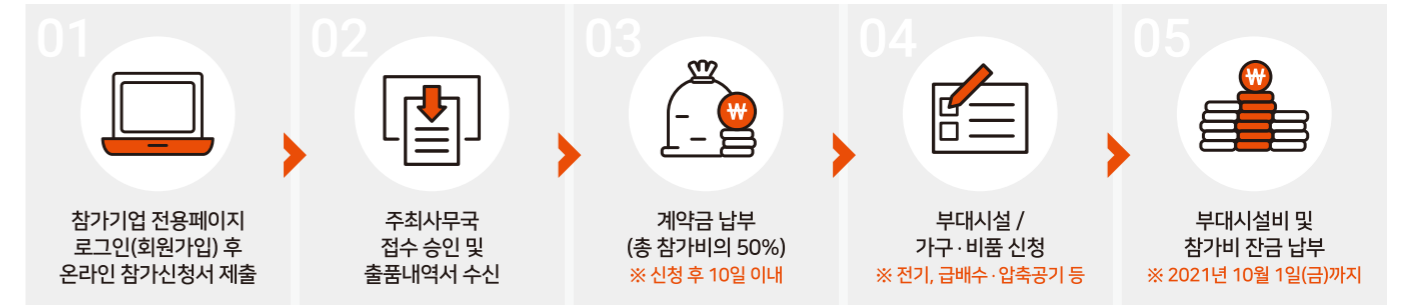 01
참가기업 전용페이지
로그인(회원가입) 후
온라인 참가신청서 제출
02
주최사무국
접수 승인 및
출품내역서 수신
03
₩
계약금 납부
(총 참가비의 50%)
※ 신청 후 10일 이내
04
부대시설 /
가구 · 비품 신청
※ 전기, 급배수 · 압축공기 등
05
₩
부대시설비 및
참가비 잔금 납부
※ 2021년 10월 1일(금)까지